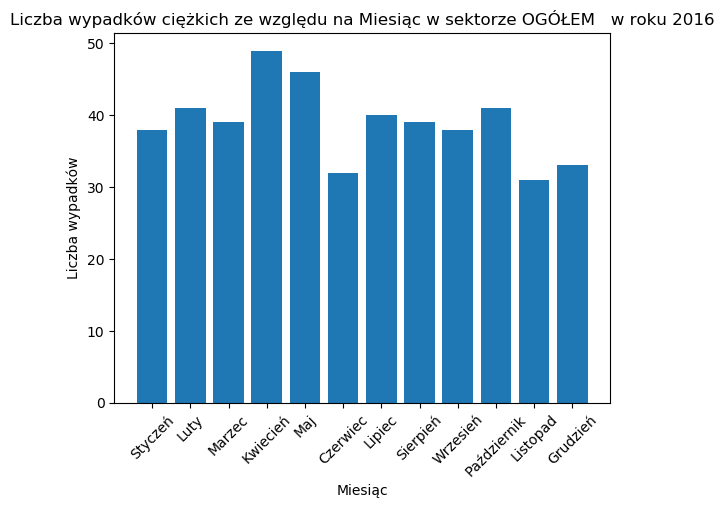 Liczba wypadków ciężkich ze względu na Miesiąc w sektorze OGÓŁEM   w roku 2016
50
40
30
20
10
0
Liczba wypadków
Styczeń
Luty
Marzec
Kwiecień
Maj
Czerwiec
Lipiec
Sierpień
Wrzesień
Październik
Listopad
Grudzień
Miesiąc